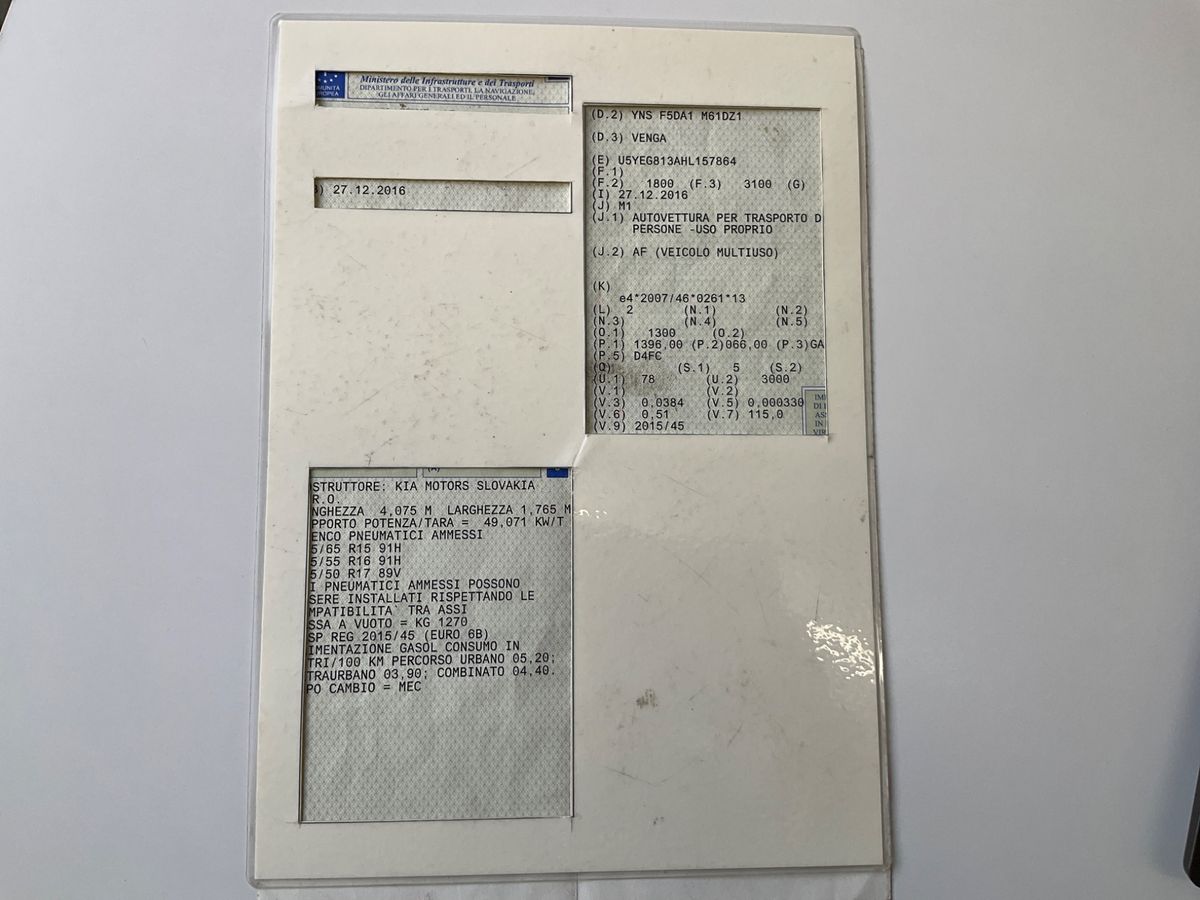 Ministero delle Infrastrutture e dei Trasporti
DIPARTIMENTO PER I TRASPORTI, LA NAVIGAZIONE,
GLI AFFARI GENERALI ED IL PERSONALE
) 27.12.2016
(D.2) YNS F5DA1 M61DZ1
(D.3) VENGA
(E) U5YEG813AHL157864
(F.1)
(F.2) 1800 (F.3) 3100 (G)
(I) 27.12.2016
(J) M1
(J.1) AUTOVETTURA PER TRASPORTO D
PERSONE -USO PROPRIO
(J.2) AF (VEICOLO MULTIUSO)
(K)
e4*2007/46*0261*13
(L) 2 (N.1) (N.2)
(N.3) (N.4) (N.5)
(O.1) 1300 (O.2)
(P.1) 1396,00 (P.2)066,00 (P.3)GA
(P.5) D4FC
(Q) (S.1) 5 (S.2)
(U.1) 78 (U.2) 3000
(V.1) (V.2)
(V.3) 0,0384 (V.5) 0,000330
(V.6) 0,51 (V.7) 115,0
(V.9) 2015/45
(A)
STRUTTORE: KIA MOTORS SLOVAKIA
R.O.
NGHEZZA 4,075 M LARGHEZZA 1,765 M
PPORTO POTENZA/TARA = 49,071 KW/T
ENCO PNEUMATICI AMMESSI
5/65 R15 91H
5/55 R16 91H
5/50 R17 89V
I PNEUMATICI AMMESSI POSSONO
SERE INSTALLATI RISPETTANDO LE
MPATIBILITA` TRA ASSI
SSA A VUOTO = KG 1270
SP REG 2015/45 (EURO 6B)
IMENTAZIONE GASOL CONSUMO IN
TRI/100 KM PERCORSO URBANO 05,20;
TRAURBANO 03,90; COMBINATO 04,40.
PO CAMBIO = MEC